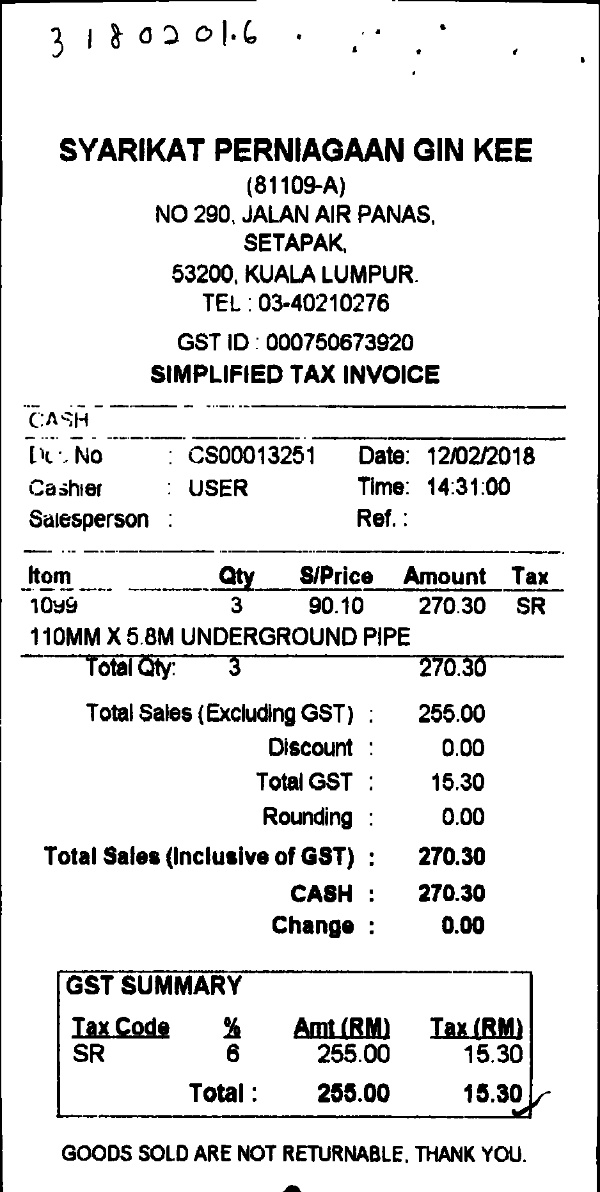 318020 1.6
SYARIKAT PERNIAGAAN GIN KEE
(81109-A)
NO 290, JALAN AIR PANAS,
SETAPAK,
53200, KUALA LUMPUR.
TEL : 03-40210276
GST ID : 000750673920
SIMPLIFIED TAX INVOICE
CASH
Doc No : CS00013251 Date: 12/02/2018
Cashier : USER Time: 14:31:00
Salesperson : Ref. :
Item Qty S/Price Amount Tax
1099 3 90.10 270.30 SR
110MM X 5.8M UNDERGROUND PIPE
Total Qty: 3 270.30
Total Sales (Excluding GST) : 255.00
Discount : 0.00
Total GST : 15.30
Rounding : 0.00
Total Sales (Inclusive of GST) : 270.30
CASH : 270.30
Change : 0.00
GST SUMMARY
Tax Code % Amt (RM) Tax (RM)
SR 6 255.00 15.30
Total : 255.00 15.30
GOODS SOLD ARE NOT RETURNABLE, THANK YOU.